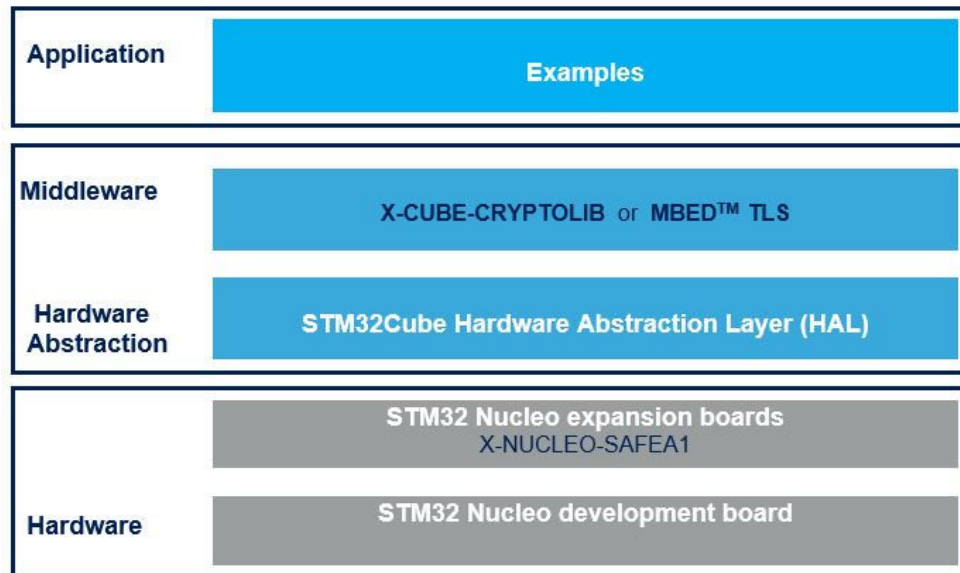 Application
Examples
Middleware
X-CUBE-CRYPTOLIB or MBED™ TLS
Hardware
Abstraction
STM32Cube Hardware Abstraction Layer (HAL)
STM32 Nucleo expansion boards
X-NUCLEO-SAFEA1
Hardware
STM32 Nucleo development board